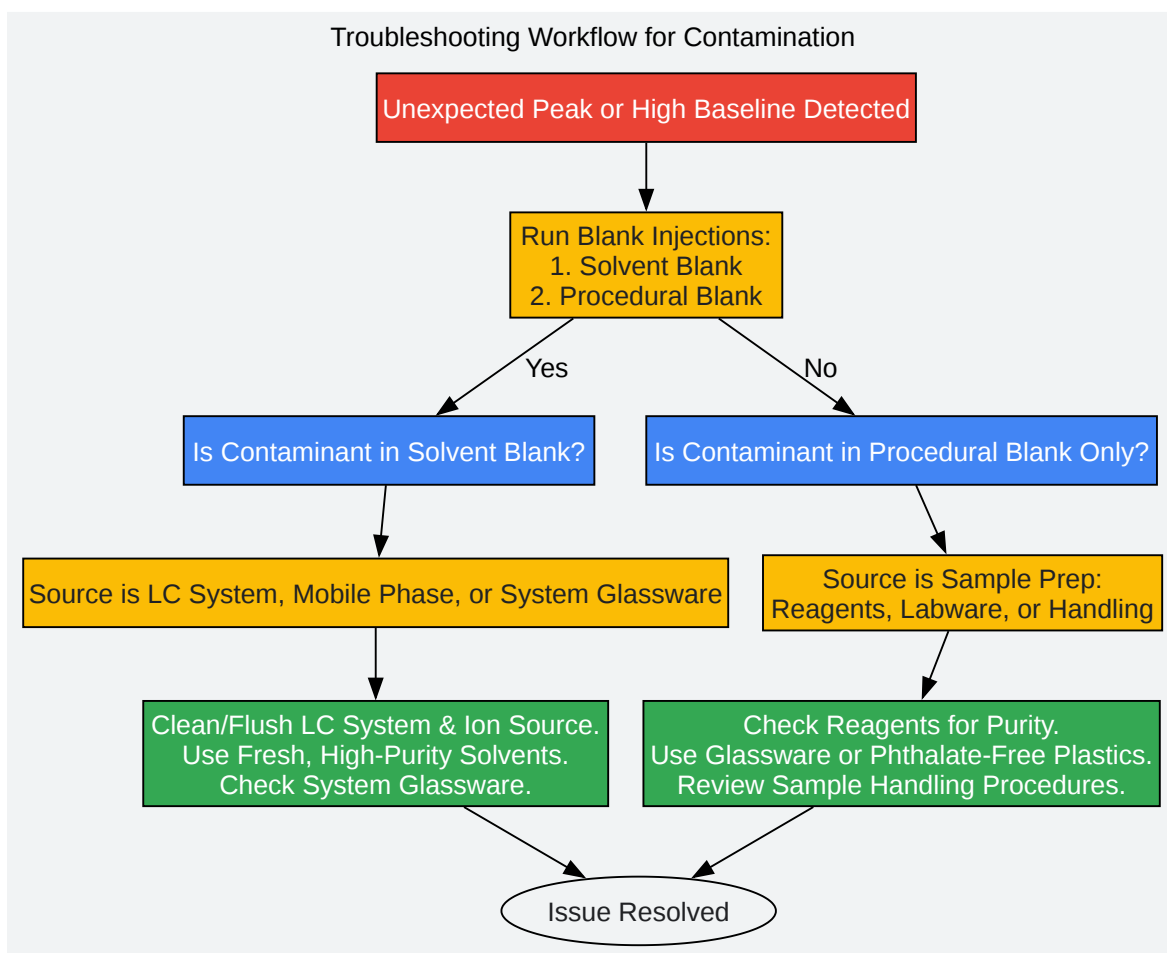 Troubleshooting Workflow for Contamination
Unexpected Peak or High Baseline Detected
Run Blank Injections:
1. Solvent Blank
2. Procedural Blank
Yes
No
Is Contaminant in Solvent Blank?
Is Contaminant in Procedural Blank Only?
Source is LC System, Mobile Phase, or System Glassware
Source is Sample Prep:
Reagents, Labware, or Handling
Clean/Flush LC System & Ion Source.
Use Fresh, High-Purity Solvents.
Check System Glassware.
Check Reagents for Purity.
Use Glassware or Phthalate-Free Plastics.
Review Sample Handling Procedures.
Issue Resolved